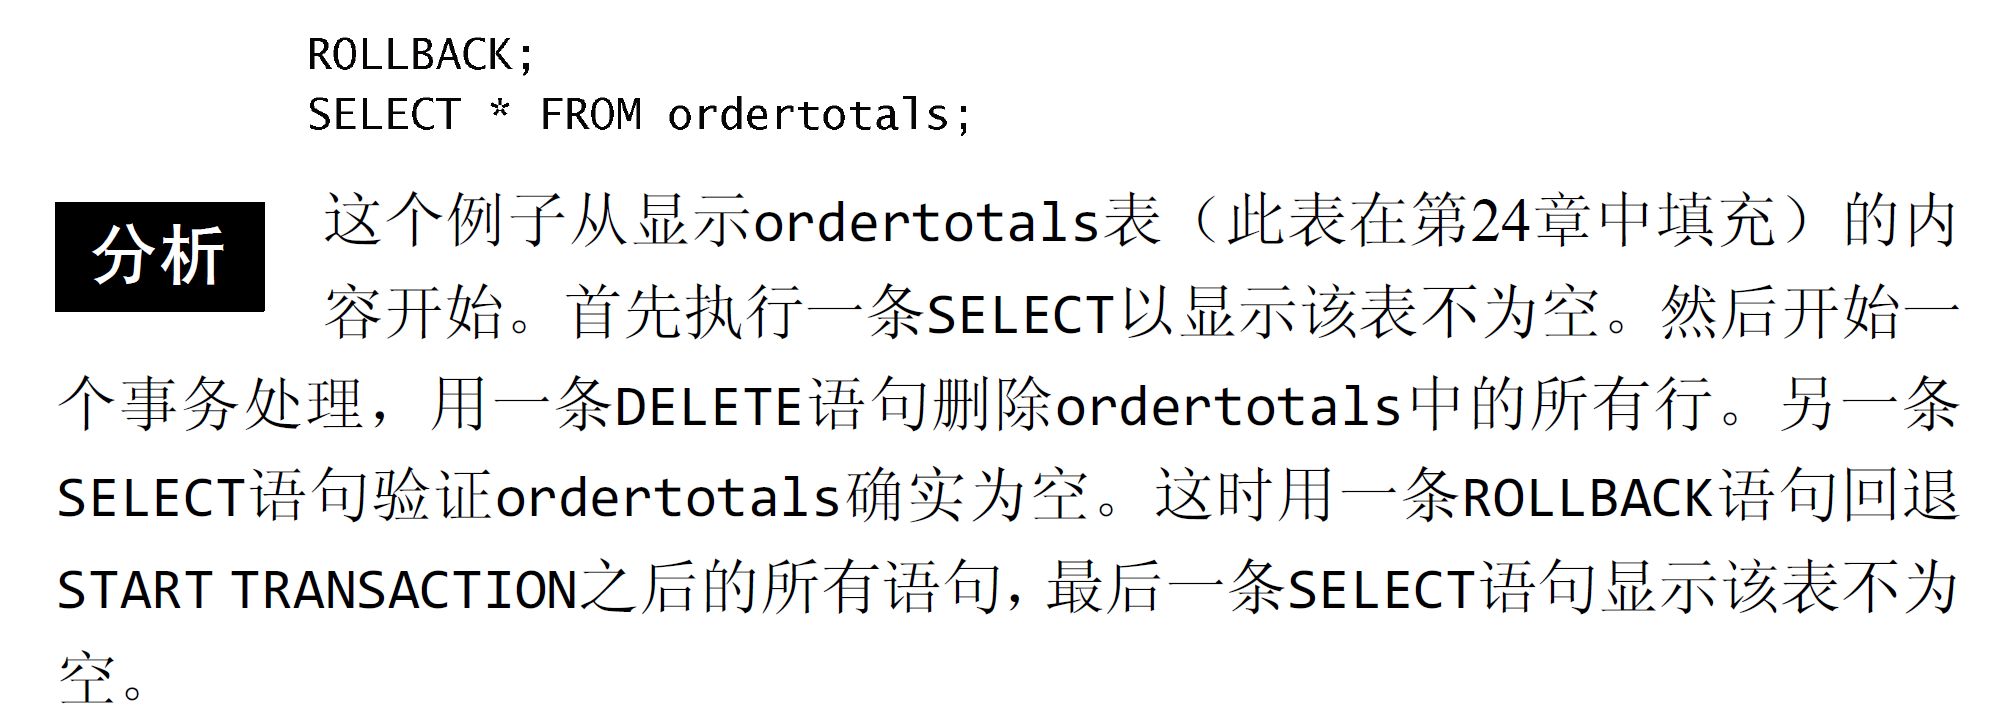 ROLLBACK;
SELECT * FROM ordertotals;
分析
这个例子从显示ordertotals表（此表在第24章中填充）的内
容开始。首先执行一条SELECT以显示该表不为空。然后开始一
个事务处理，用一条DELETE语句删除ordertotals中的所有行。另一条
SELECT语句验证ordertotals确实为空。这时用一条ROLLBACK语句回退
START TRANSACTION之后的所有语句，最后一条SELECT语句显示该表不为
空。